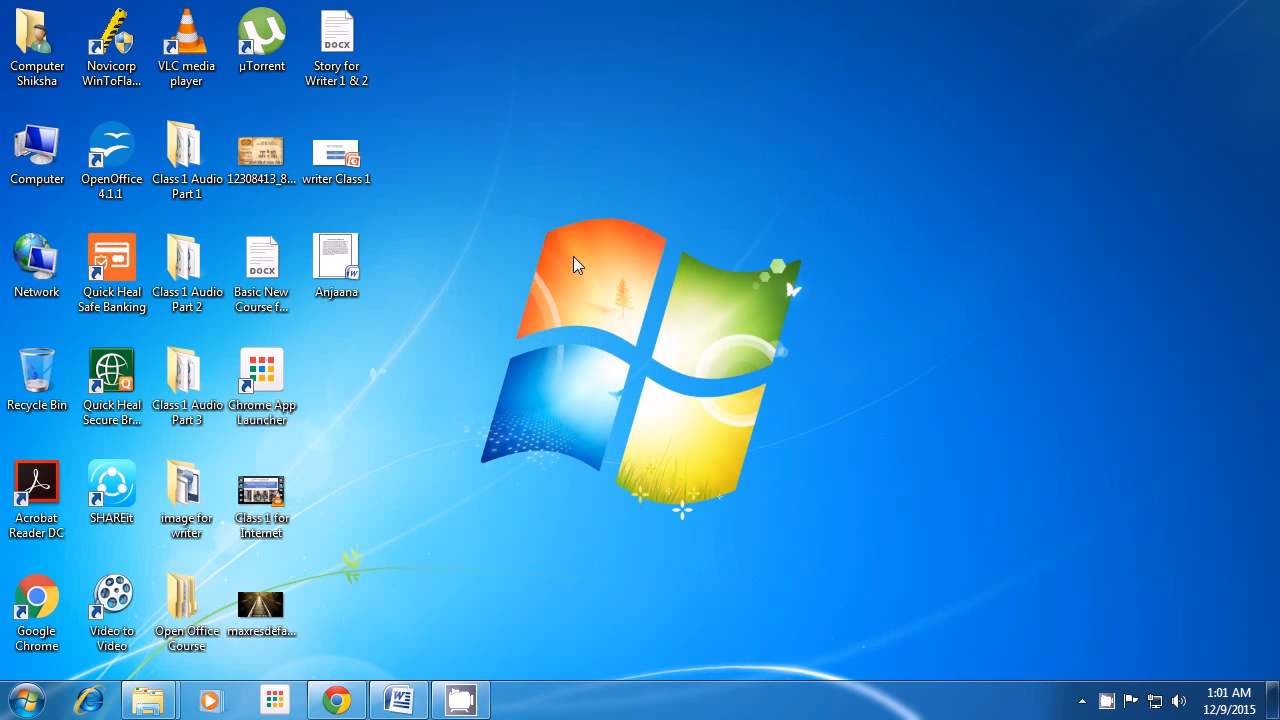 Computer
Shiksha
Novicorp
WinToFla...
VLC media
player
µTorrent
DOCX
Story for
Writer 1 & 2
Computer
OpenOffice
4.1.1
Class 1 Audio
Part 1
12308413_8...
writer Class 1
Network
Quick Heal
Safe Banking
Class 1 Audio
Part 2
DOCX
Basic New
Course f...
Anjaana
Recycle Bin
Quick Heal
Secure Br...
Class 1 Audio
Part 3
Chrome App
Launcher
Acrobat
Reader DC
SHAREit
image for
writer
Class 1 for
Internet
Google
Chrome
Video to
Video
Open Office
Course
maxresdefa...
1:01 AM
12/9/2015